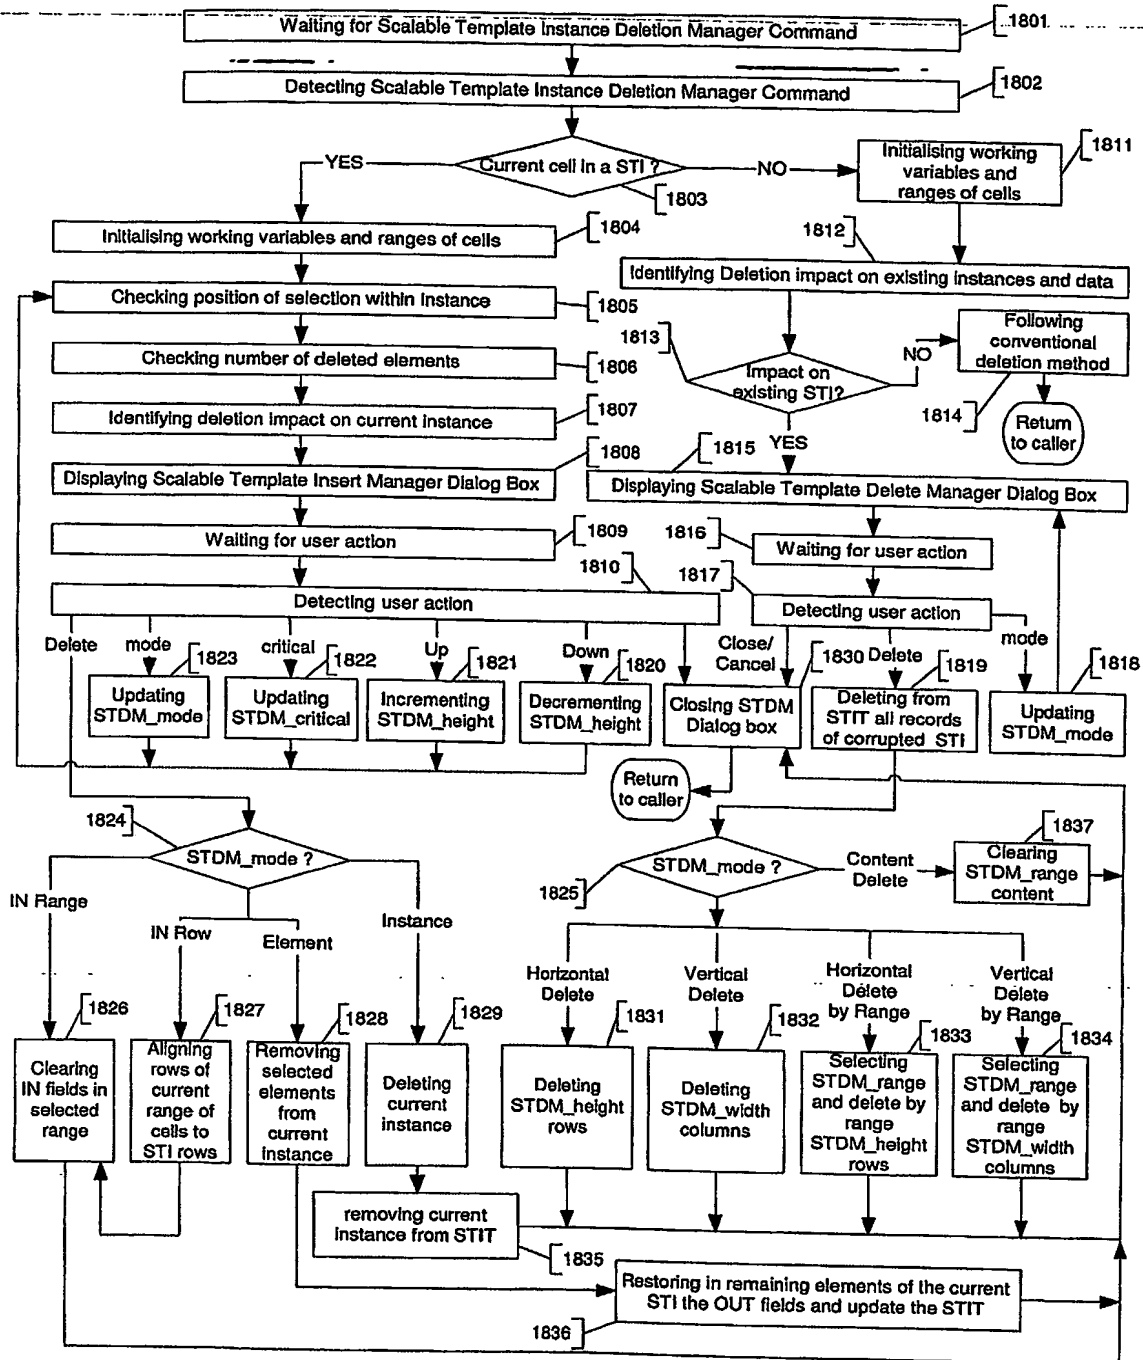 Waiting for Scalable Template Instance Deletion Manager Command
1801
Detecting Scalable Template Instance Deletion Manager Command
1802
Current cell in a STI ?
YES
NO
1803
Initialising working
variables and
ranges of cells
1811
Initialising working variables and ranges of cells
1804
1812
Identifying Deletion impact on existing instances and data
Checking position of selection within Instance
1805
1813
Impact on
existing STI?
NO
YES
Following
conventional
deletion method
1814
Return
to caller
Checking number of deleted elements
1806
Identifying deletion impact on current instance
1807
1808
Displaying Scalable Template Insert Manager Dialog Box
1815
Displaying Scalable Template Delete Manager Dialog Box
Waiting for user action
1809
1816
Waiting for user action
1810
Detecting user action
1817
Detecting user action
Delete
mode
critical
Up
Down
Close/
Cancel
Delete
mode
1823
Updating
STDM_mode
1822
Updating
STDM_critical
1821
Incrementing
STDM_height
1820
Decrementing
STDM_height
1830
Closing STDM
Dialog box
1819
Deleting from
STIT all records
of corrupted STI
1818
Updating
STDM_mode
Return
to caller
1824
STDM_mode ?
1825
STDM_mode ?
Content
Delete
1837
Clearing
STDM_range
content
IN Range
IN Row
Element
Instance
Horizontal
Delete
Vertical
Delete
Horizontal
Delete
by Range
Vertical
Delete
by Range
1826
Clearing
IN fields in
selected
range
1827
Aligning
rows of
current
range of
cells to
STI rows
1828
Removing
selected
elements
from
current
instance
1829
Deleting
current
instance
1831
Deleting
STDM_height
rows
1832
Deleting
STDM_width
columns
1833
Selecting
STDM_range
and delete by
range
STDM_height
rows
1834
Selecting
STDM_range
and delete by
range
STDM_width
columns
removing current
instance from STIT
1835
Restoring in remaining elements of the current
STI the OUT fields and update the STIT
1836